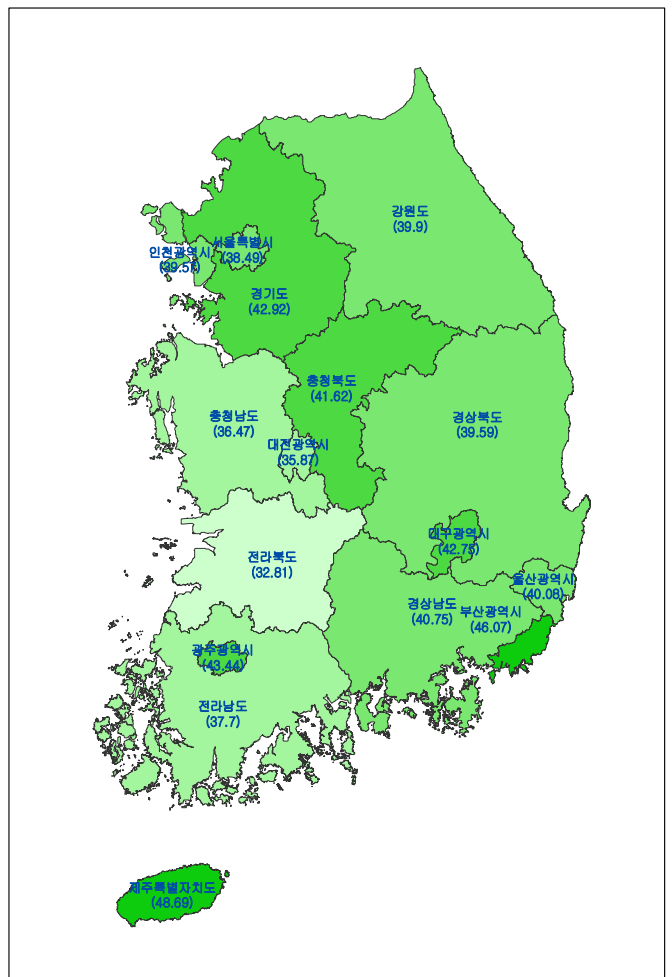 강원도
(39.9)
서울특별시
(38.49)
인천광역시
(39.57)
경기도
(42.92)
충청북도
(41.62)
충청남도
(36.47)
경상북도
(39.59)
대전광역시
(35.87)
대구광역시
(42.75)
전라북도
(32.81)
울산광역시
(40.08)
경상남도
(40.75)
부산광역시
(46.07)
광주광역시
(43.44)
전라남도
(37.7)
제주특별자치도
(48.69)